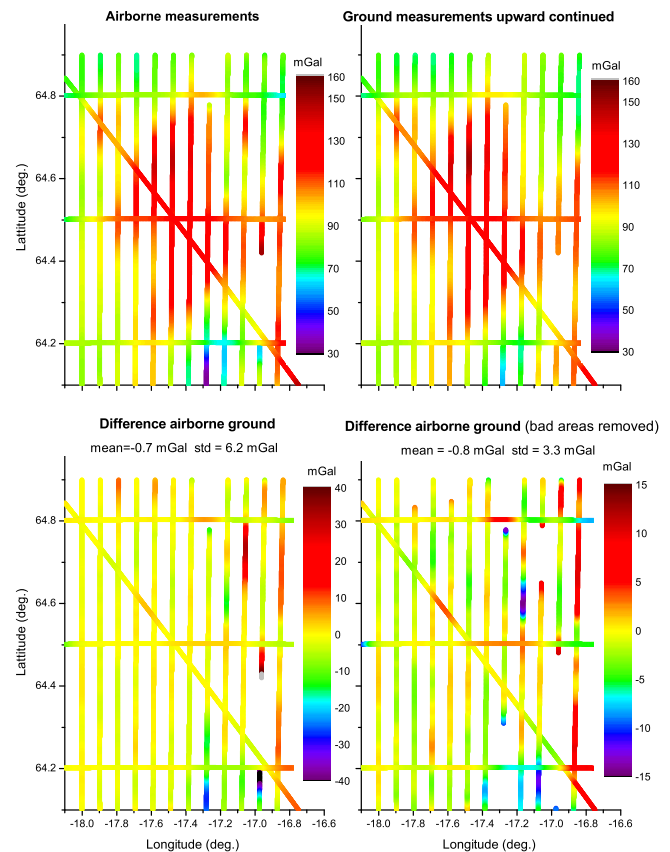 Airborne measurements
Ground measurements upward continued
mGal
160
150
130
110
90
70
50
30
mGal
160
150
130
110
90
70
50
30
64.8
64.6
64.4
64.2
Lattitude (deg.)
Difference airborne ground
mean=-0.7 mGal std = 6.2 mGal
Difference airborne ground (bad areas removed)
mean = -0.8 mGal std = 3.3 mGal
mGal
40
30
20
10
0
-10
-20
-30
-40
mGal
15
10
5
0
-5
-10
-15
64.8
64.6
64.4
64.2
Lattitude (deg.)
-18.0 -17.8 -17.6 -17.4 -17.2 -17.0 -16.8 -16.6
Longitude (deg.)
-18.0 -17.8 -17.6 -17.4 -17.2 -17.0 -16.8 -16.6
Longitude (deg.)